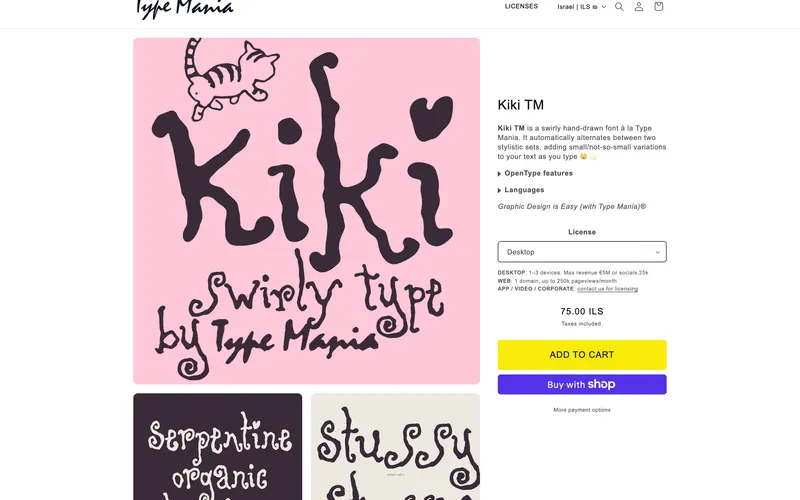 Type Mania
LICENSES
Israel | ILS ₪
kiki
swirly type
by Type Mania
Kiki TM
Kiki TM is a swirly hand-drawn font à la Type
Mania. It automatically alternates between two
stylistic sets, adding small/not-so-small variations
to your text as you type
OpenType features
Languages
Graphic Design is Easy (with Type Mania)®
License
Desktop
DESKTOP: 1–3 devices. Max revenue €5M or socials 25k
WEB: 1 domain, up to 250k pageviews/month
APP / VIDEO / CORPORATE: contact us for licensing
75.00 ILS
Taxes included.
ADD TO CART
Buy with shop
More payment options
Serpentine
organic
stussy